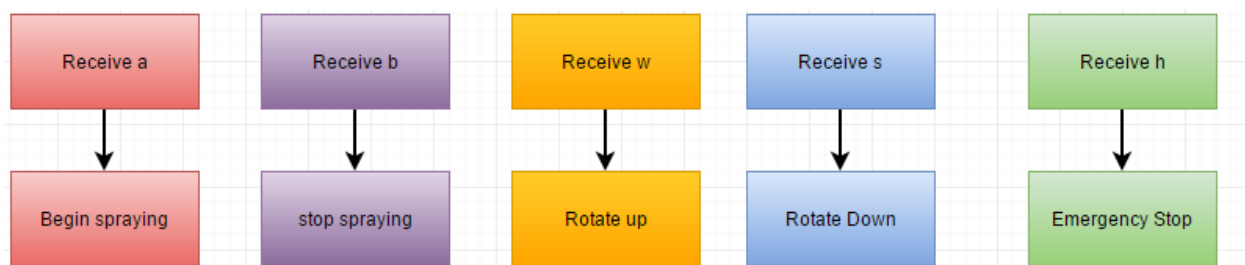 Receive a
Receive b
Receive w
Receive s
Receive h
Begin spraying
stop spraying
Rotate up
Rotate Down
Emergency Stop